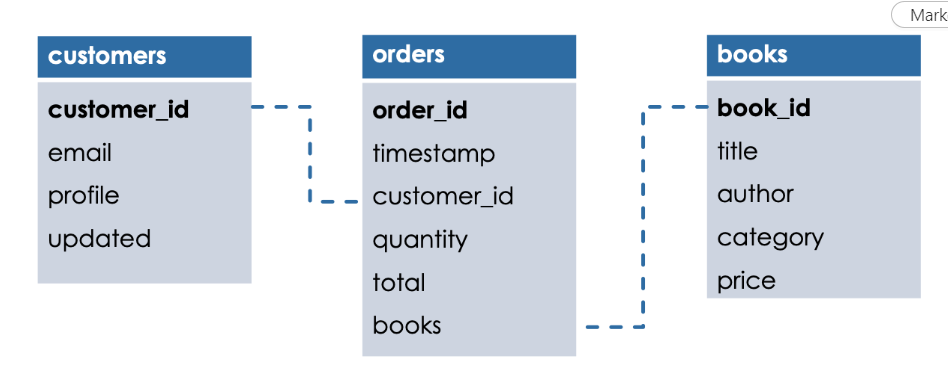 Mark
customers
customer_id
email
profile
updated
orders
order_id
timestamp
customer_id
quantity
total
books
books
book_id
title
author
category
price